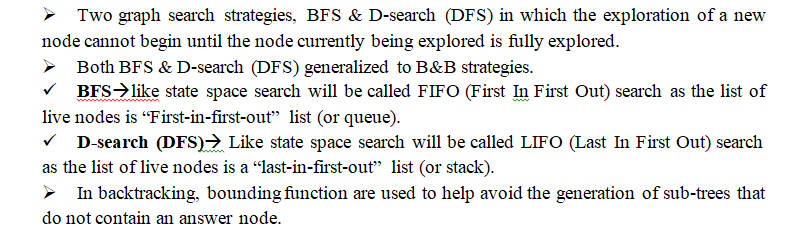 ➢ Two graph search strategies, BFS & D-search (DFS) in which the exploration of a new
node cannot begin until the node currently being explored is fully explored.
➢ Both BFS & D-search (DFS) generalized to B&B strategies.
✓ BFS→like state space search will be called FIFO (First In First Out) search as the list of
live nodes is “First-in-first-out” list (or queue).
✓ D-search (DFS)→ Like state space search will be called LIFO (Last In First Out) search
as the list of live nodes is a “last-in-first-out” list (or stack).
➢ In backtracking, bounding function are used to help avoid the generation of sub-trees that
do not contain an answer node.